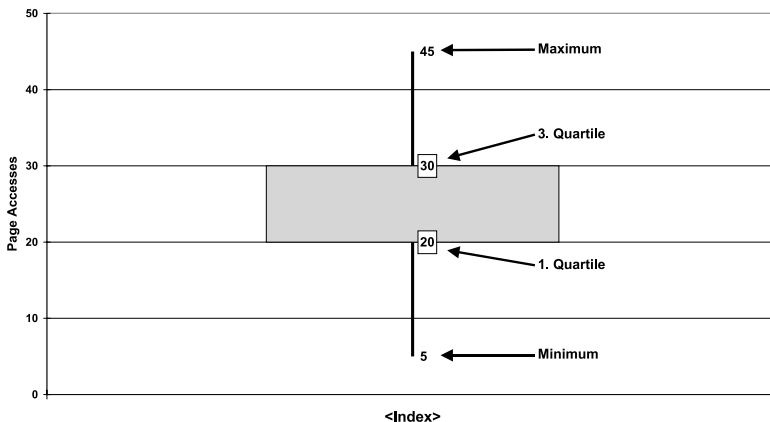 50
45
Maximum
40
3. Quartile
30
30
Page Accesses
20
20
1. Quartile
10
5
Minimum
0
<Index>